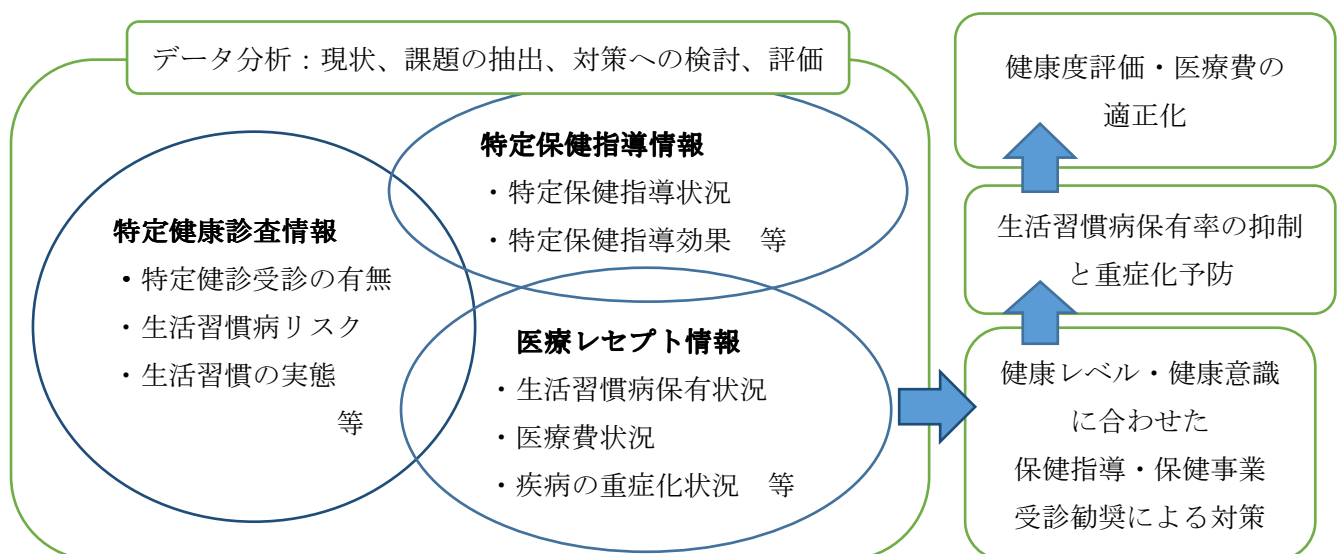 データ分析：現状、課題の抽出、対策への検討、評価
特定健康診査情報
・特定健診受診の有無
・生活習慣病リスク
・生活習慣の実態
等
特定保健指導情報
・特定保健指導状況
・特定保健指導効果　等
医療レセプト情報
・生活習慣病保有状況
・医療費状況
・疾病の重症化状況　等
健康度評価・医療費の
適正化
生活習慣病保有率の抑制
と重症化予防
健康レベル・健康意識
に合わせた
保健指導・保健事業
受診勧奨による対策